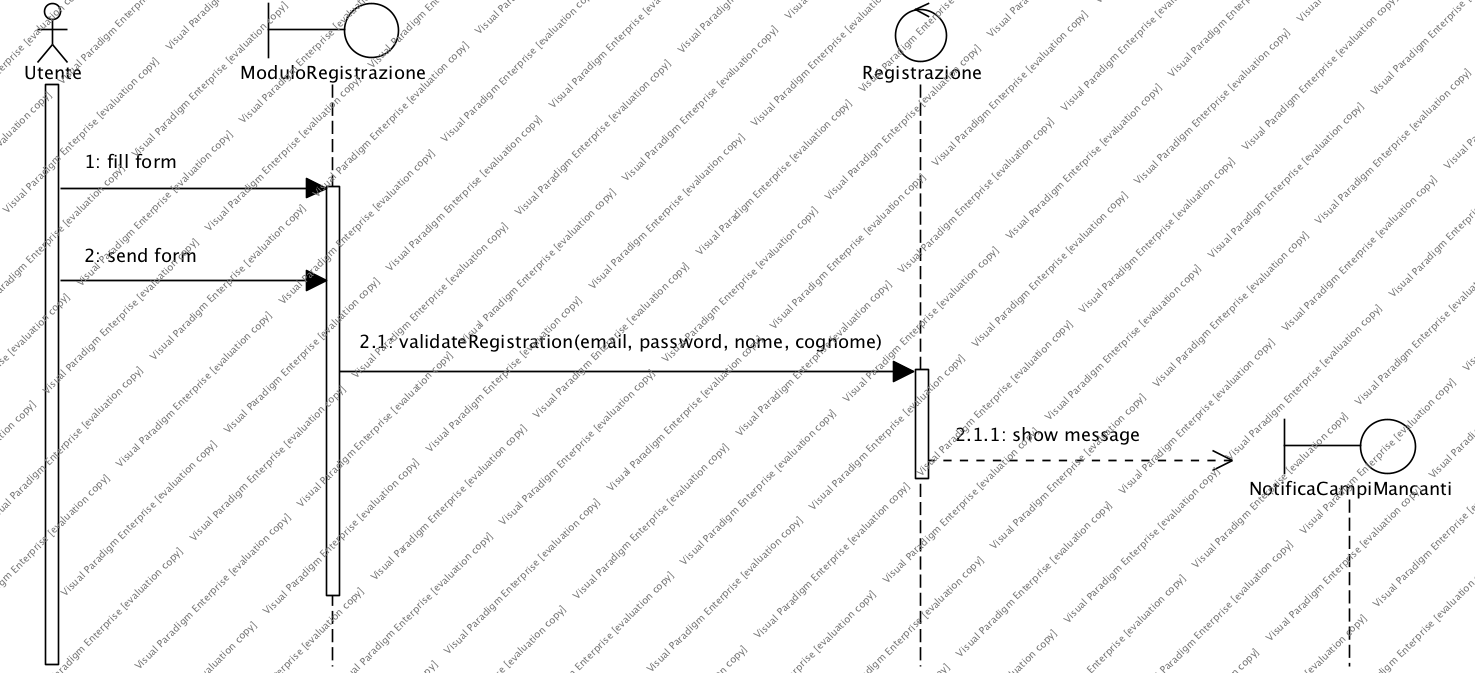 Utente
ModuloRegistrazione
Registrazione
1: fill form
2: send form
2.1: validateRegistration(email, password, nome, cognome)
2.1.1: show message
NotificaCampiMancanti
Visual Paradigm Enterprise [evaluation copy]